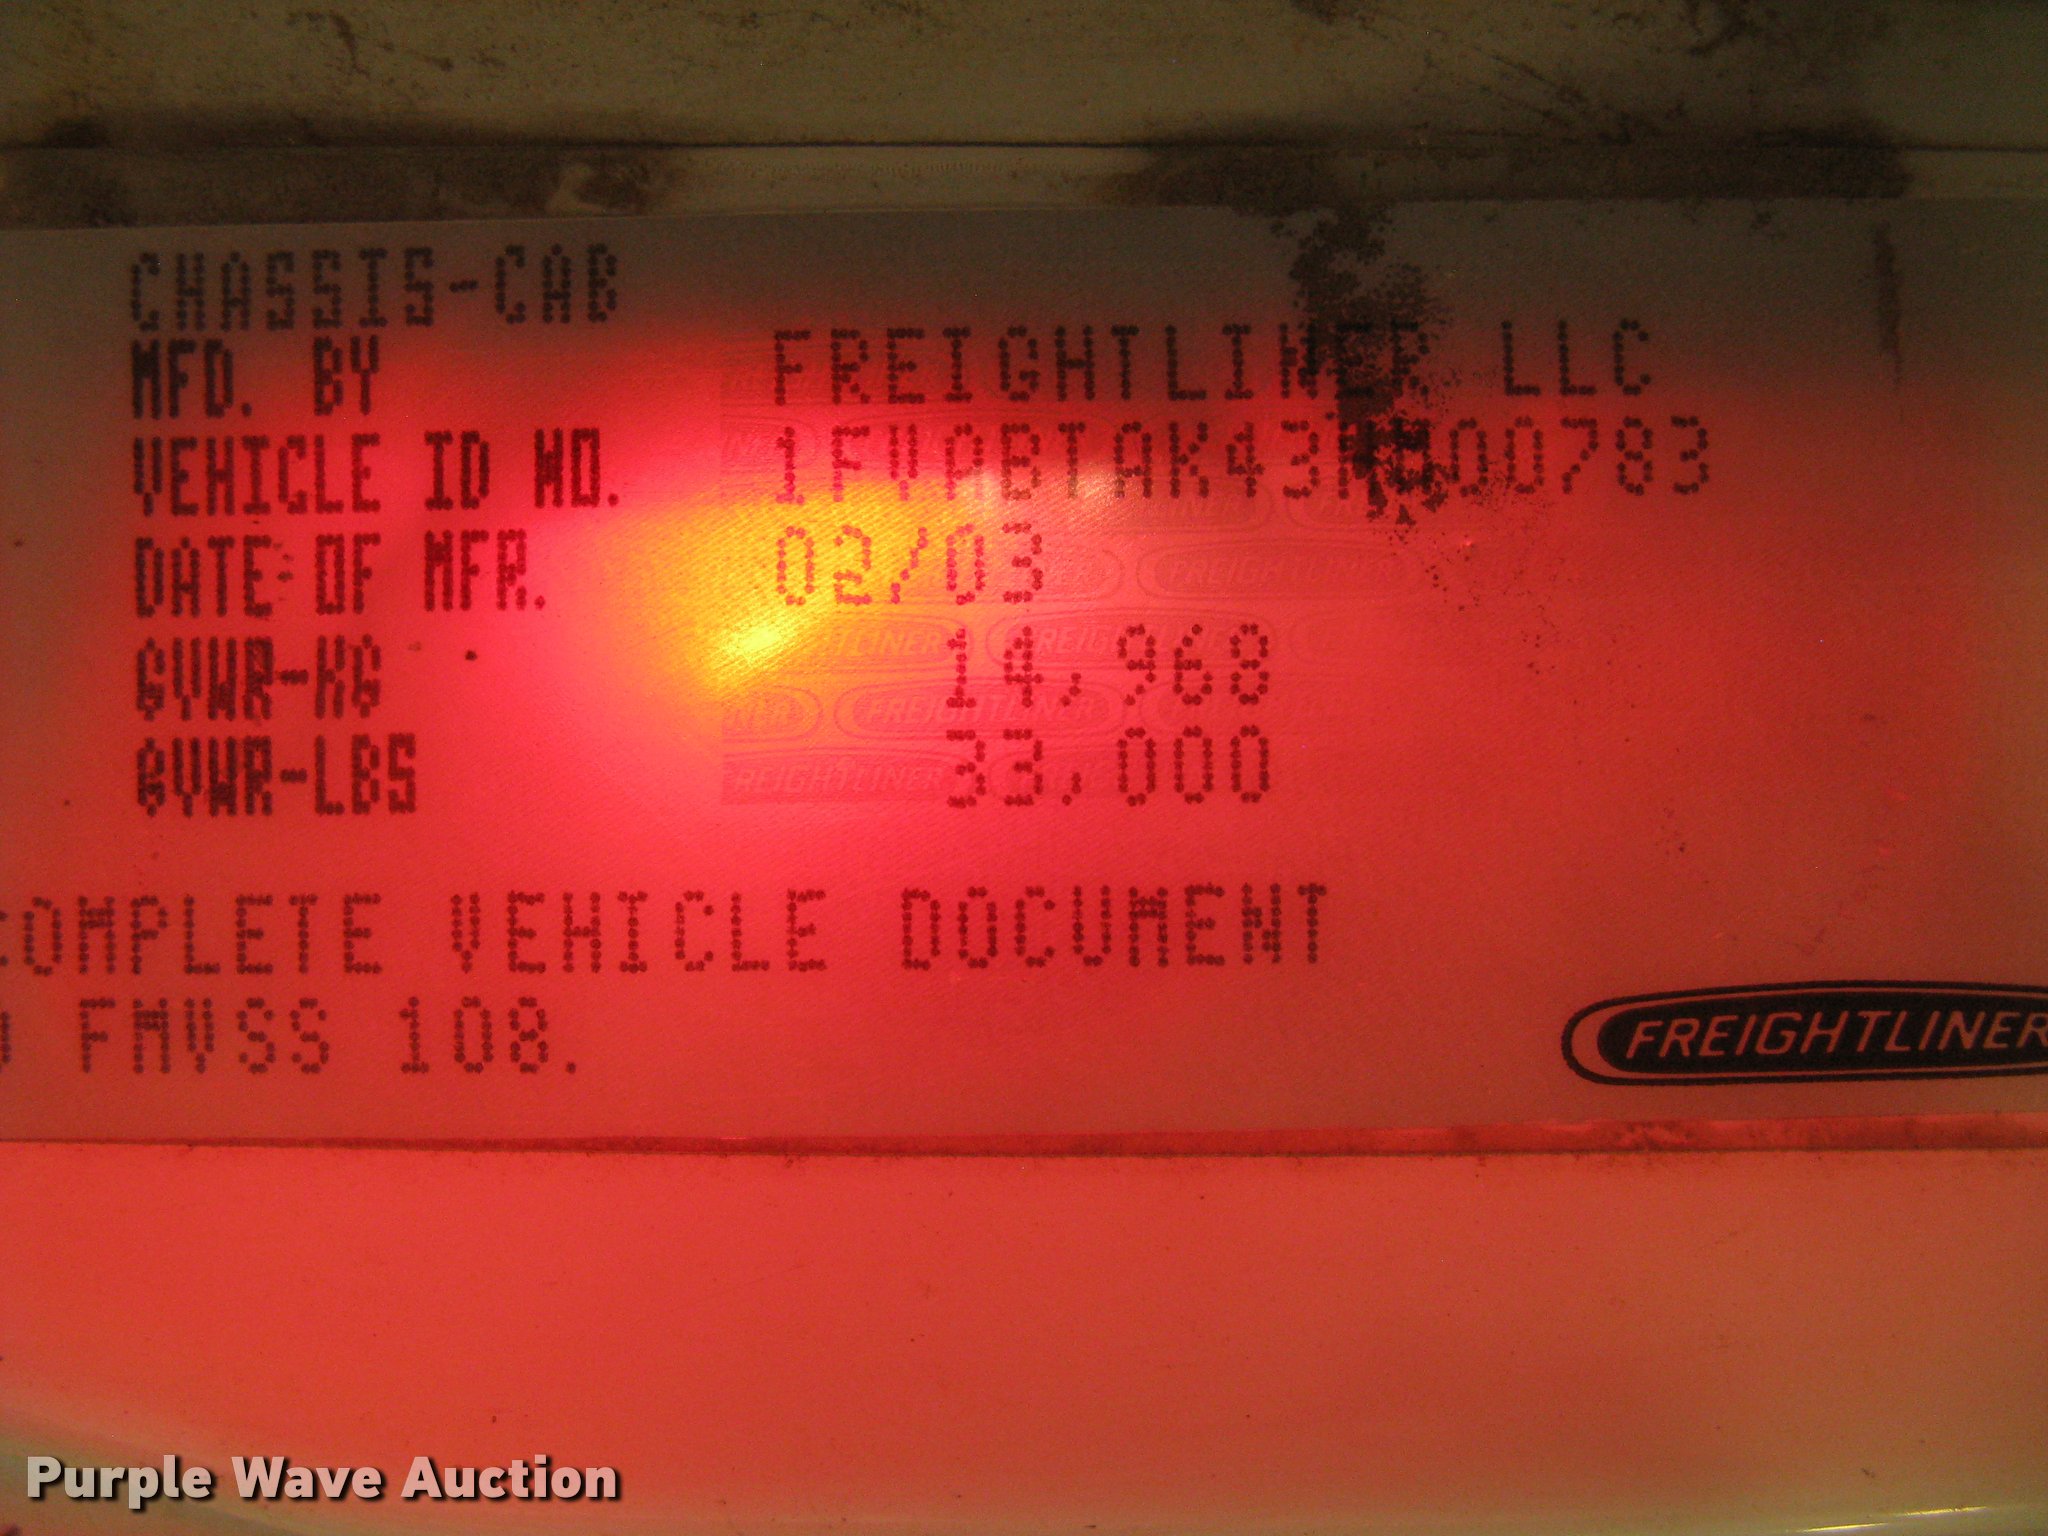 CHASSIS-CAB
MFD. BY FREIGHTLINER LLC
VEHICLE ID NO. 1FVABTAK43HM00783
DATE OF MFR. 02/03
GVWR-KG 14,968
GVWR-LBS 33,000
COMPLETE VEHICLE DOCUMENT
FMVSS 108.
FREIGHTLINER
Purple Wave Auction